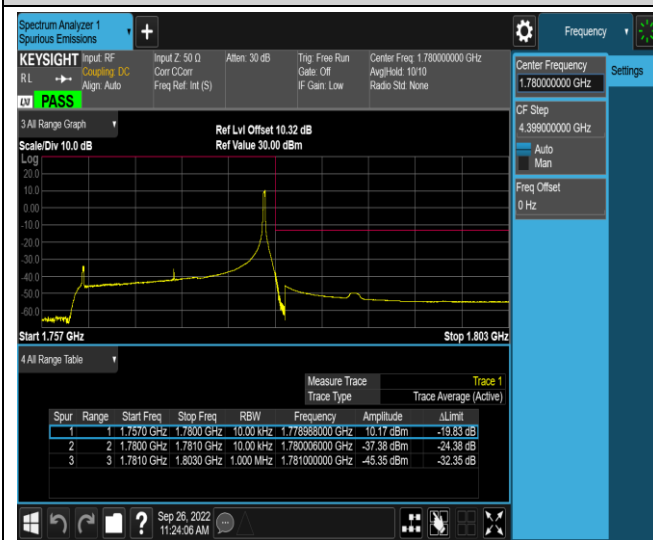 Spectrum Analyzer 1
Spurious Emissions
+
Frequency
KEYSIGHT Input: RF
Coupling: DC
Align: Auto
RL
LXI PASS
Input Z: 50 Ω
Corr CCorr
Freq Ref: Int (S)
Atten: 30 dB
Trig: Free Run
Gate: Off
IF Gain: Low
Center Freq: 1.780000000 GHz
Avg|Hold: 10/10
Radio Std: None
Center Frequency
1.780000000 GHz
Settings
CF Step
4.399000000 GHz
Auto
Man
Freq Offset
0 Hz
3 All Range Graph
Scale/Div 10.0 dB
Ref Lvl Offset 10.32 dB
Ref Value 30.00 dBm
Log
20.0
10.0
0.00
-10.0
-20.0
-30.0
-40.0
-50.0
-60.0
Start 1.757 GHz
Stop 1.803 GHz
4 All Range Table
Measure Trace Trace 1
Trace Type Trace Average (Active)
Spur Range Start Freq Stop Freq RBW Frequency Amplitude ΔLimit
1 1 1.7570 GHz 1.7800 GHz 10.00 kHz 1.778988000 GHz 10.17 dBm -19.83 dB
2 2 1.7800 GHz 1.7810 GHz 10.00 kHz 1.780006000 GHz -37.38 dBm -24.38 dB
3 3 1.7810 GHz 1.8030 GHz 1.000 MHz 1.781000000 GHz -45.35 dBm -32.35 dB
?
Sep 26, 2022
11:24:06 AM